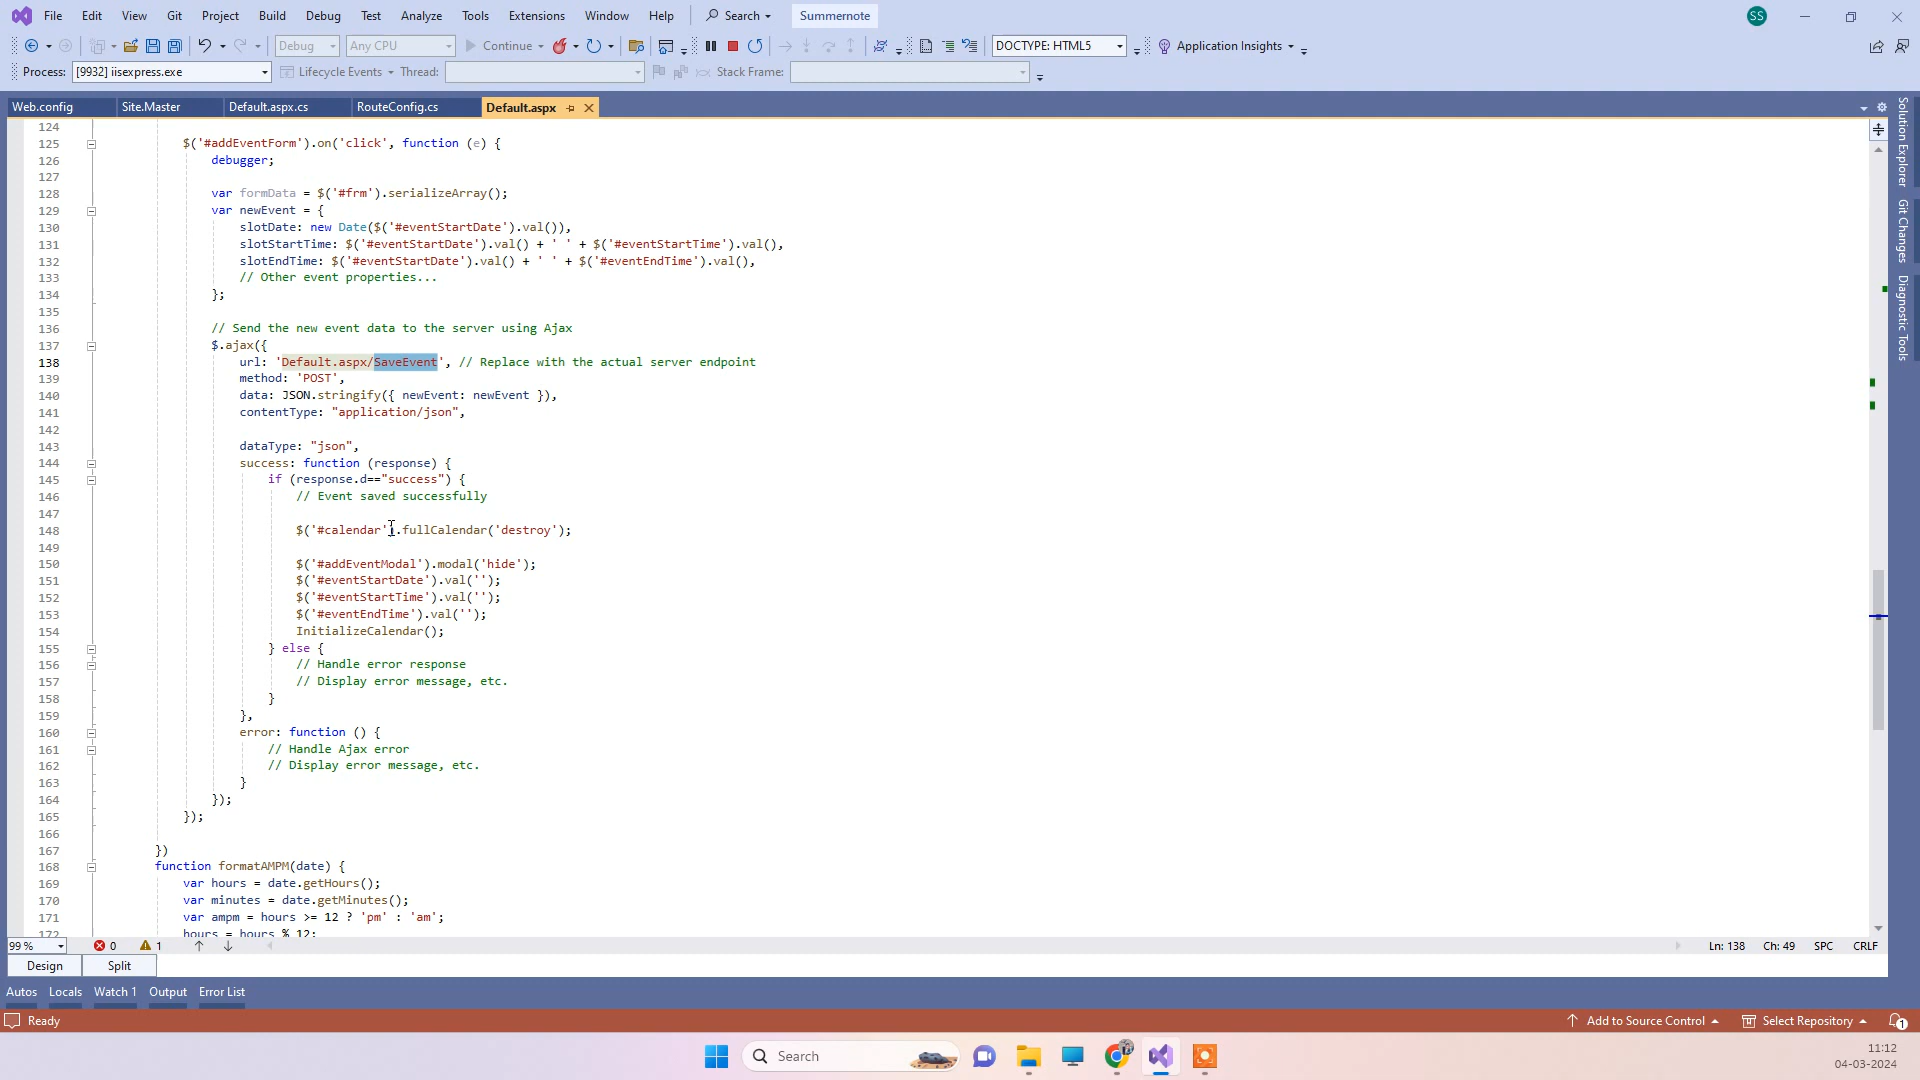 File Edit View Git Project Build Debug Test Analyze Tools Extensions Window Help Search Summernote SS
Debug Any CPU Continue DOCTYPE: HTML5 Application Insights
Process: [9932] iisexpress.exe Lifecycle Events Thread: Stack Frame:
Web.config Site.Master Default.aspx.cs RouteConfig.cs Default.aspx
124
125 $('#addEventForm').on('click', function (e) {
126 debugger;
127
128 var formData = $('#frm').serializeArray();
129 var newEvent = {
130 slotDate: new Date($('#eventStartDate').val()),
131 slotStartTime: $('#eventStartDate').val() + ' ' + $('#eventStartTime').val(),
132 slotEndTime: $('#eventStartDate').val() + ' ' + $('#eventEndTime').val(),
133 // Other event properties...
134 };
135
136 // Send the new event data to the server using Ajax
137 $.ajax({
138 url: 'Default.aspx/SaveEvent', // Replace with the actual server endpoint
139 method: 'POST',
140 data: JSON.stringify({ newEvent: newEvent }),
141 contentType: "application/json",
142
143 dataType: "json",
144 success: function (response) {
145 if (response.d=="success") {
146 // Event saved successfully
147
148 $('#calendar').fullCalendar('destroy');
149
150 $('#addEventModal').modal('hide');
151 $('#eventStartDate').val('');
152 $('#eventStartTime').val('');
153 $('#eventEndTime').val('');
154 InitializeCalendar();
155 } else {
156 // Handle error response
157 // Display error message, etc.
158 }
159 },
160 error: function () {
161 // Handle Ajax error
162 // Display error message, etc.
163 }
164 });
165 });
166
167 })
168 function formatAMPM(date) {
169 var hours = date.getHours();
170 var minutes = date.getMinutes();
171 var ampm = hours >= 12 ? 'pm' : 'am';
172 hours = hours % 12;
Solution Explorer
Git Changes
Diagnostic Tools
99 % 0 1 Ln: 138 Ch: 49 SPC CRLF
Design Split
Autos Locals Watch 1 Output Error List
Ready Add to Source Control Select Repository 1
Search
11:12
04-03-2024